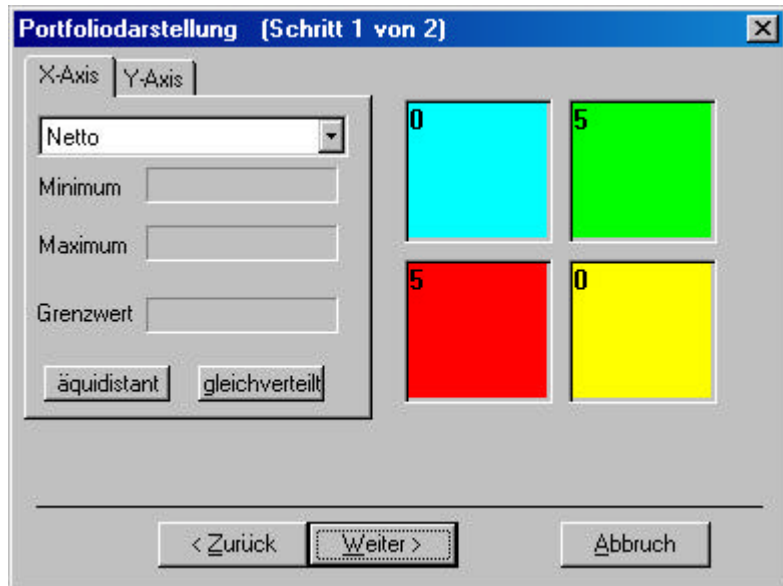 Portfoliodarstellung (Schritt 1 von 2)
X-Axis Y-Axis
Netto
Minimum
Maximum
Grenzwert
äquidistant gleichverteilt
0 5
5 0
< Zurück Weiter > Abbruch